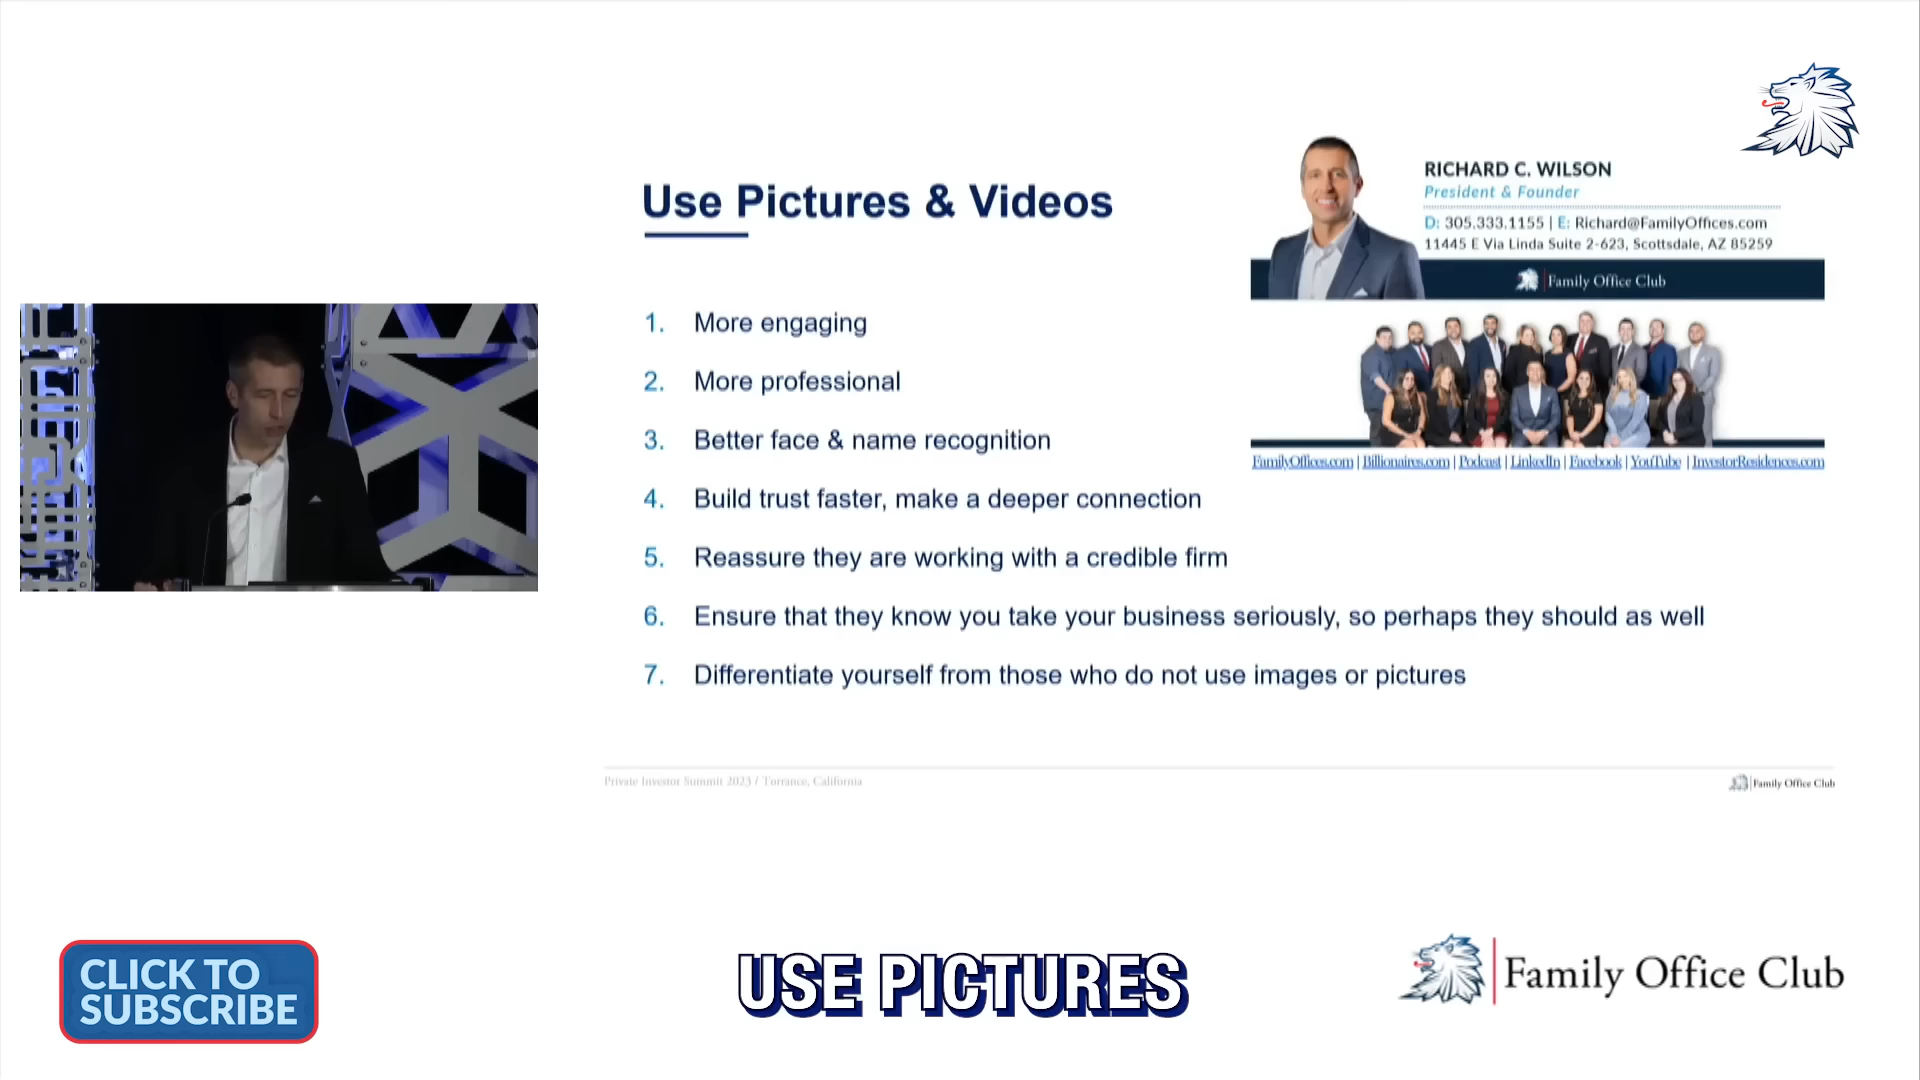 Use Pictures & Videos
1. More engaging
2. More professional
3. Better face & name recognition
4. Build trust faster, make a deeper connection
5. Reassure they are working with a credible firm
6. Ensure that they know you take your business seriously, so perhaps they should as well
7. Differentiate yourself from those who do not use images or pictures
RICHARD C. WILSON
President & Founder
D: 305.333.1155 | E: Richard@FamilyOffices.com
11445 E Via Linda Suite 2-623, Scottsdale, AZ 85259
Family Office Club
FamilyOffices.com | Billionaires.com | Podcast | LinkedIn | Facebook | YouTube | InvestorResidences.com
Private Investor Summit 2023 / Torrance, California
Family Office Club
CLICK TO
SUBSCRIBE
USE PICTURES
Family Office Club